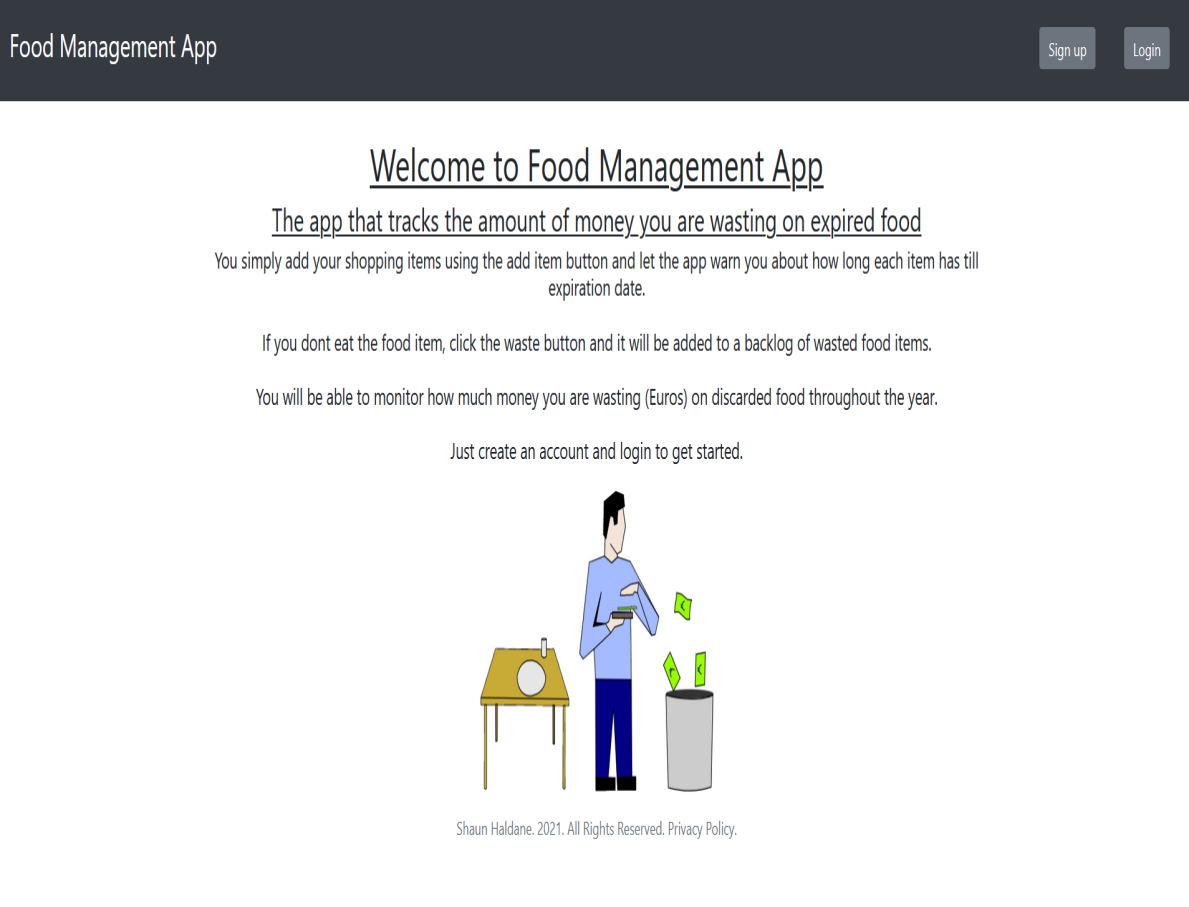 Food Management App
Sign up
Login
Welcome to Food Management App
The app that tracks the amount of money you are wasting on expired food
You simply add your shopping items using the add item button and let the app warn you about how long each item has till
expiration date.
If you dont eat the food item, click the waste button and it will be added to a backlog of wasted food items.
You will be able to monitor how much money you are wasting (Euros) on discarded food throughout the year.
Just create an account and login to get started.
Shaun Haldane. 2021. All Rights Reserved. Privacy Policy.